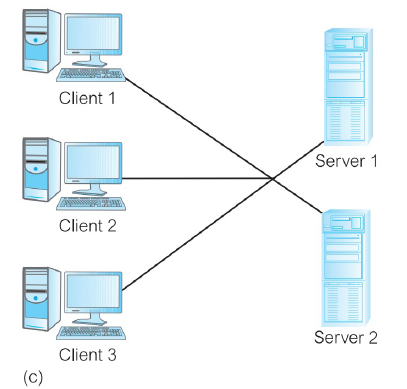 Client 1
Server 1
Client 2
Server 2
Client 3
(c)